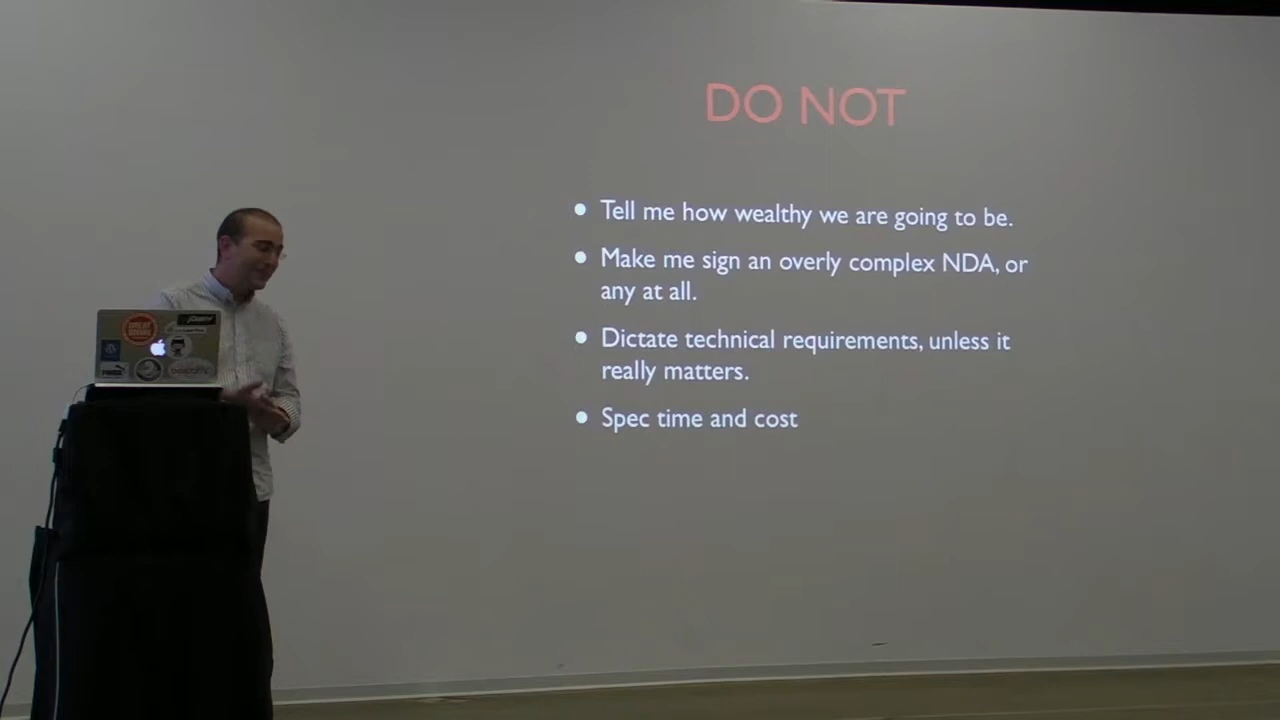 DO NOT
• Tell me how wealthy we are going to be.
• Make me sign an overly complex NDA, or
any at all.
• Dictate technical requirements, unless it
really matters.
• Spec time and cost